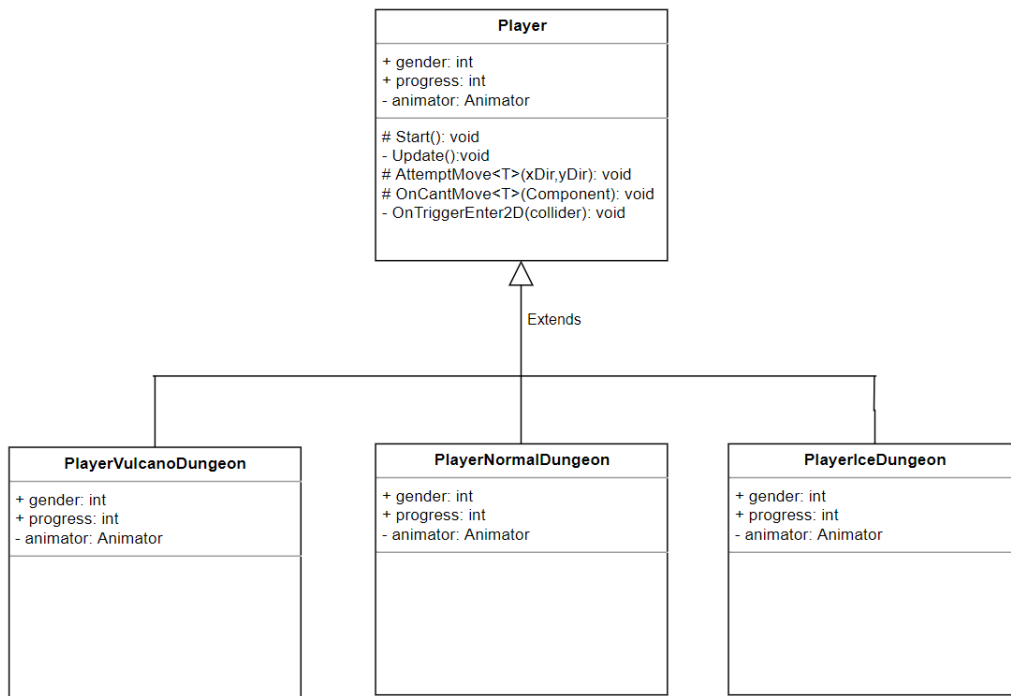 Player
+ gender: int
+ progress: int
- animator: Animator
# Start(): void
- Update():void
# AttemptMove<T>(xDir,yDir): void
# OnCantMove<T>(Component): void
- OnTriggerEnter2D(collider): void
Extends
PlayerVulcanoDungeon
+ gender: int
+ progress: int
- animator: Animator
PlayerNormalDungeon
+ gender: int
+ progress: int
- animator: Animator
PlayerIceDungeon
+ gender: int
+ progress: int
- animator: Animator